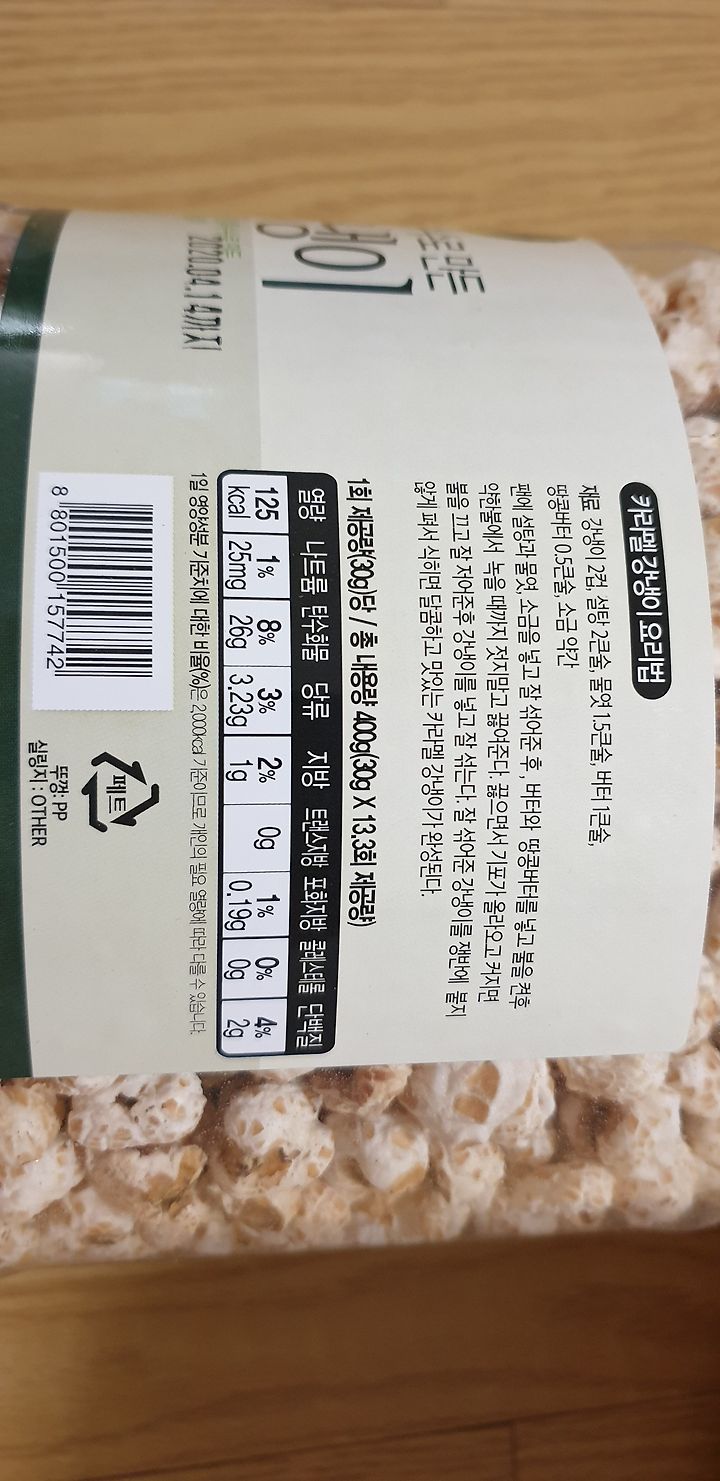 만든
카라멜 강냉이 요리법
재료 강냉이 2컵, 설탕 2큰술, 물엿 1.5큰술, 버터 1큰술,
땅콩버터 0.5큰술, 소금 약간
팬에 설탕과 물엿, 소금을 넣고 잘 섞어준 후, 버터와 땅콩버터를 넣고 불을 켠후
약한불에서 녹을 때까지 젓지말고 끓여준다. 끓으면서 기포가 올라오고 커지면
불을 끄고 잘 저어준후 강냉이를 넣고 잘 섞는다. 잘 섞어준 강냉이를 쟁반에 붙지
않게 펴서 식히면 달콤하고 맛있는 카라멜 강냉이가 완성된다.
1회 제공량(30g)당 / 총 내용량 400g(30g X 13.3회 제공량)
열량 나트륨 탄수화물 당류 지방 트랜스지방 포화지방 콜레스테롤 단백질
125 1% 8% 3% 2% 1% 0% 4%
kcal 25mg 26g 3.23g 1g 0g 0.19g 0g 2g
1일 영양성분 기준치에 대한 비율(%)은 2,000kcal 기준이므로 개인의 필요 열량에 따라 다를 수 있습니다.
2020.04.14까지
8 801500 157742
페트
뚜껑: PP
실링지 : OTHER